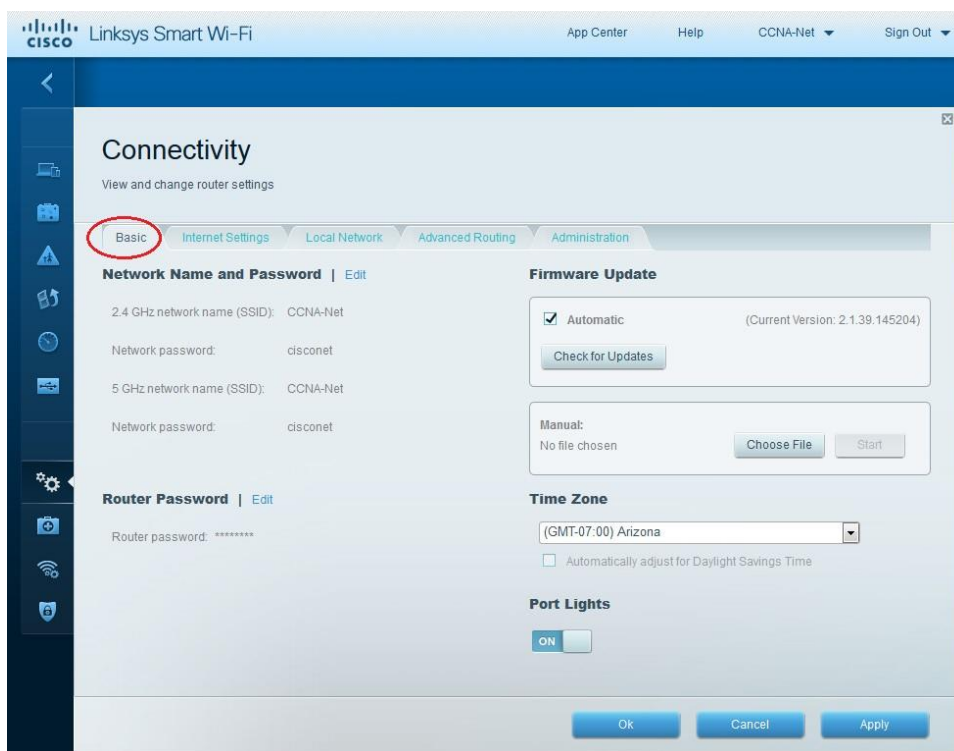 CISCO Linksys Smart Wi-Fi App Center Help CCNA-Net Sign Out
Connectivity
View and change router settings
Basic Internet Settings Local Network Advanced Routing Administration
Network Name and Password | Edit
2.4 GHz network name (SSID): CCNA-Net
Network password: cisconet
5 GHz network name (SSID): CCNA-Net
Network password: cisconet
Router Password | Edit
Router password: ********
Firmware Update
Automatic (Current Version: 2.1.39.145204)
Check for Updates
Manual:
No file chosen Choose File Start
Time Zone
(GMT-07:00) Arizona
Automatically adjust for Daylight Savings Time
Port Lights
ON
Ok Cancel Apply